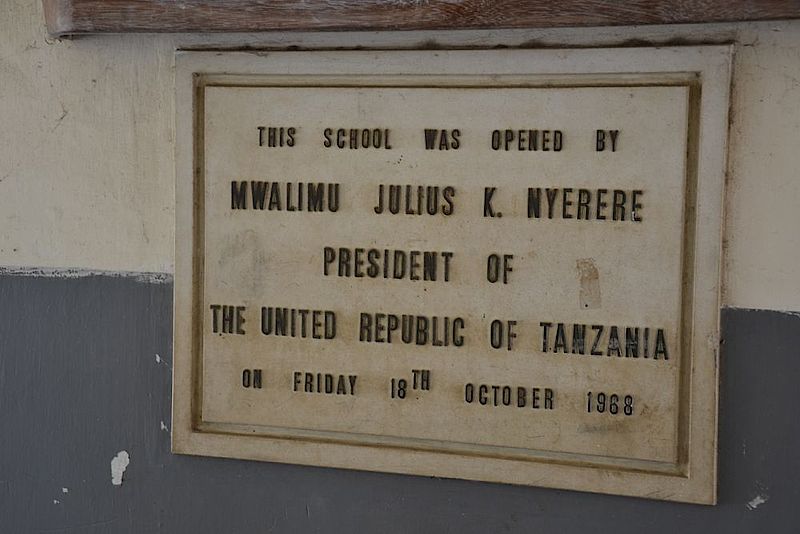 THIS SCHOOL WAS OPENED BY
MWALIMU JULIUS K. NYERERE
PRESIDENT OF
THE UNITED REPUBLIC OF TANZANIA
ON FRIDAY 18TH OCTOBER 1968